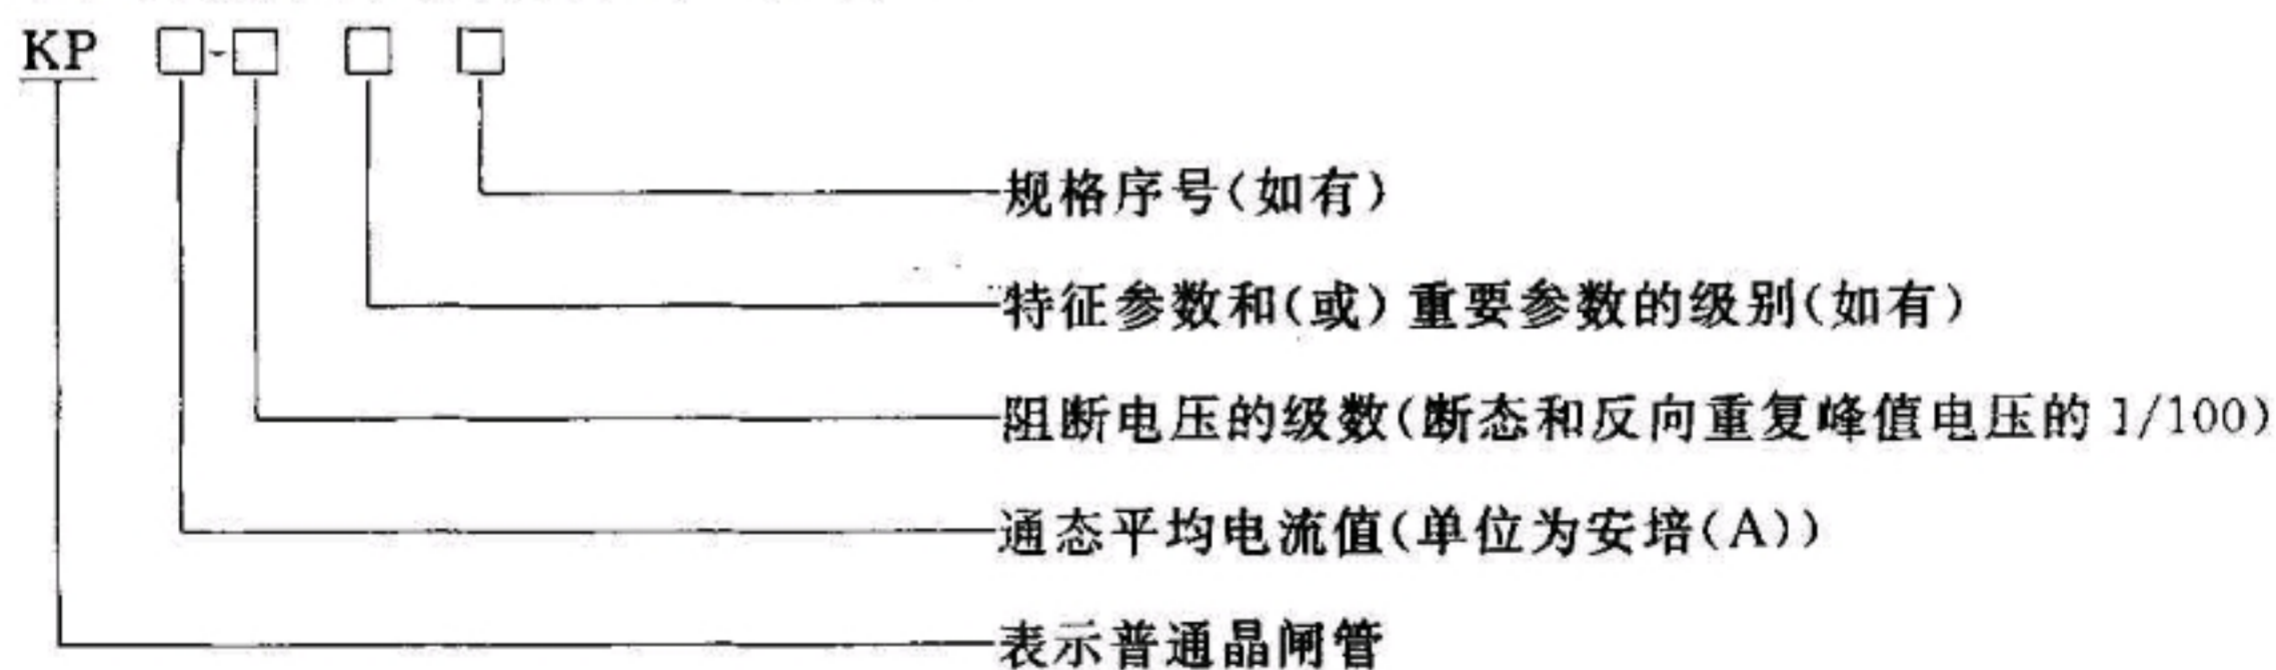 KP □-□ □ □
规格序号(如有)
特征参数和(或)重要参数的级别(如有)
阻断电压的级数(断态和反向重复峰值电压的1/100)
通态平均电流值(单位为安培(A))
表示普通晶闸管